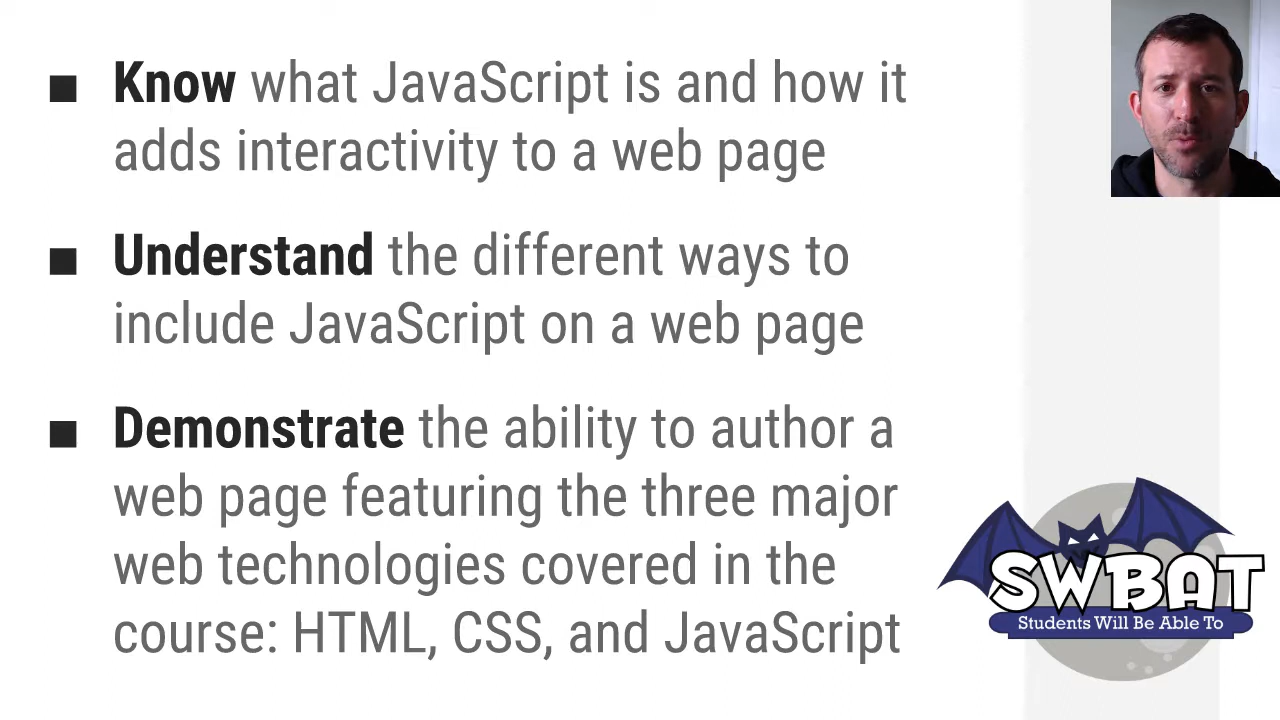 ■ Know what JavaScript is and how it
adds interactivity to a web page
■ Understand the different ways to
include JavaScript on a web page
■ Demonstrate the ability to author a
web page featuring the three major
web technologies covered in the
course: HTML, CSS, and JavaScript
SWBAT
Students Will Be Able To